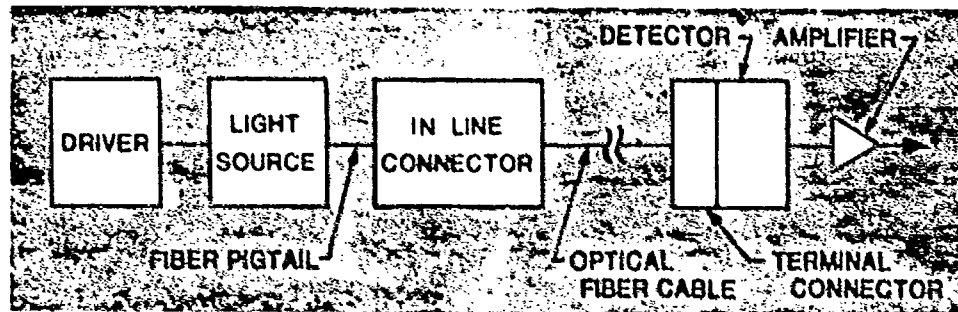 DETECTOR AMPLIFIER
DRIVER
LIGHT
SOURCE
IN LINE
CONNECTOR
FIBER PIGTAIL
OPTICAL
FIBER CABLE
TERMINAL
CONNECTOR